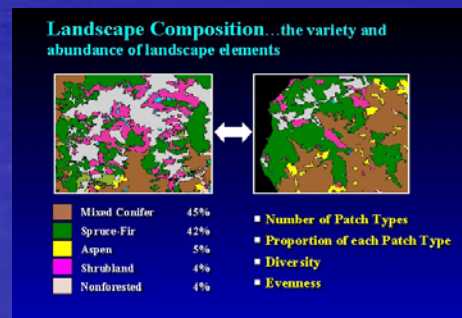 Landscape Composition...the variety and
abundance of landscape elements
Mixed Conifer 45%
Spruce-Fir 42%
Aspen 5%
Shrubland 4%
Nonforested 4%
Number of Patch Types
Proportion of each Patch Type
Diversity
Evenness